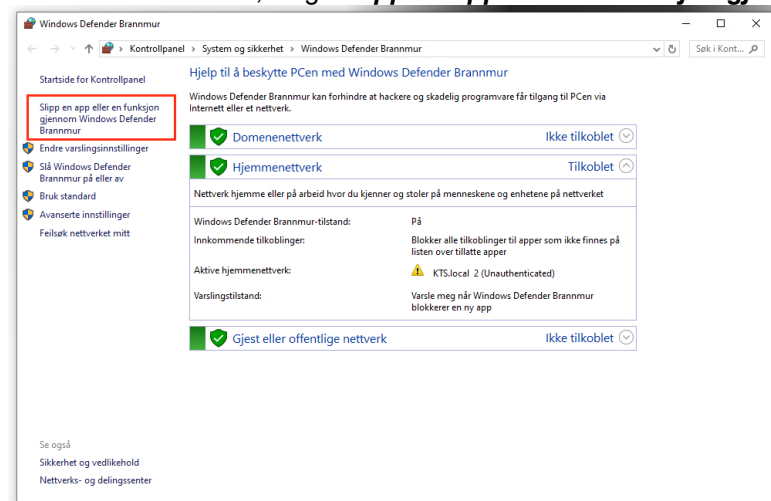 Windows Defender Brannmur
Kontrollpanel › System og sikkerhet › Windows Defender Brannmur
Søk i Kont...
Startside for Kontrollpanel
Slipp en app eller en funksjon
gjennom Windows Defender
Brannmur
Endre varslingsinnstillinger
Slå Windows Defender
Brannmur på eller av
Bruk standard
Avanserte innstillinger
Feilsøk nettverket mitt
Hjelp til å beskytte PCen med Windows Defender Brannmur
Windows Defender Brannmur kan forhindre at hackere og skadelig programvare får tilgang til PCen via
Internett eller et nettverk.
Domenenettverk Ikke tilkoblet
Hjemmenettverk Tilkoblet
Nettverk hjemme eller på arbeid hvor du kjenner og stoler på menneskene og enhetene på nettverket
Windows Defender Brannmur-tilstand: På
Innkommende tilkoblinger: Blokker alle tilkoblinger til apper som ikke finnes på
listen over tillatte apper
Aktive hjemmenettverk: KTS.local 2 (Unauthenticated)
Varslingstilstand: Varsle meg når Windows Defender Brannmur
blokkerer en ny app
Gjest eller offentlige nettverk Ikke tilkoblet
Se også
Sikkerhet og vedlikehold
Nettverks- og delingssenter